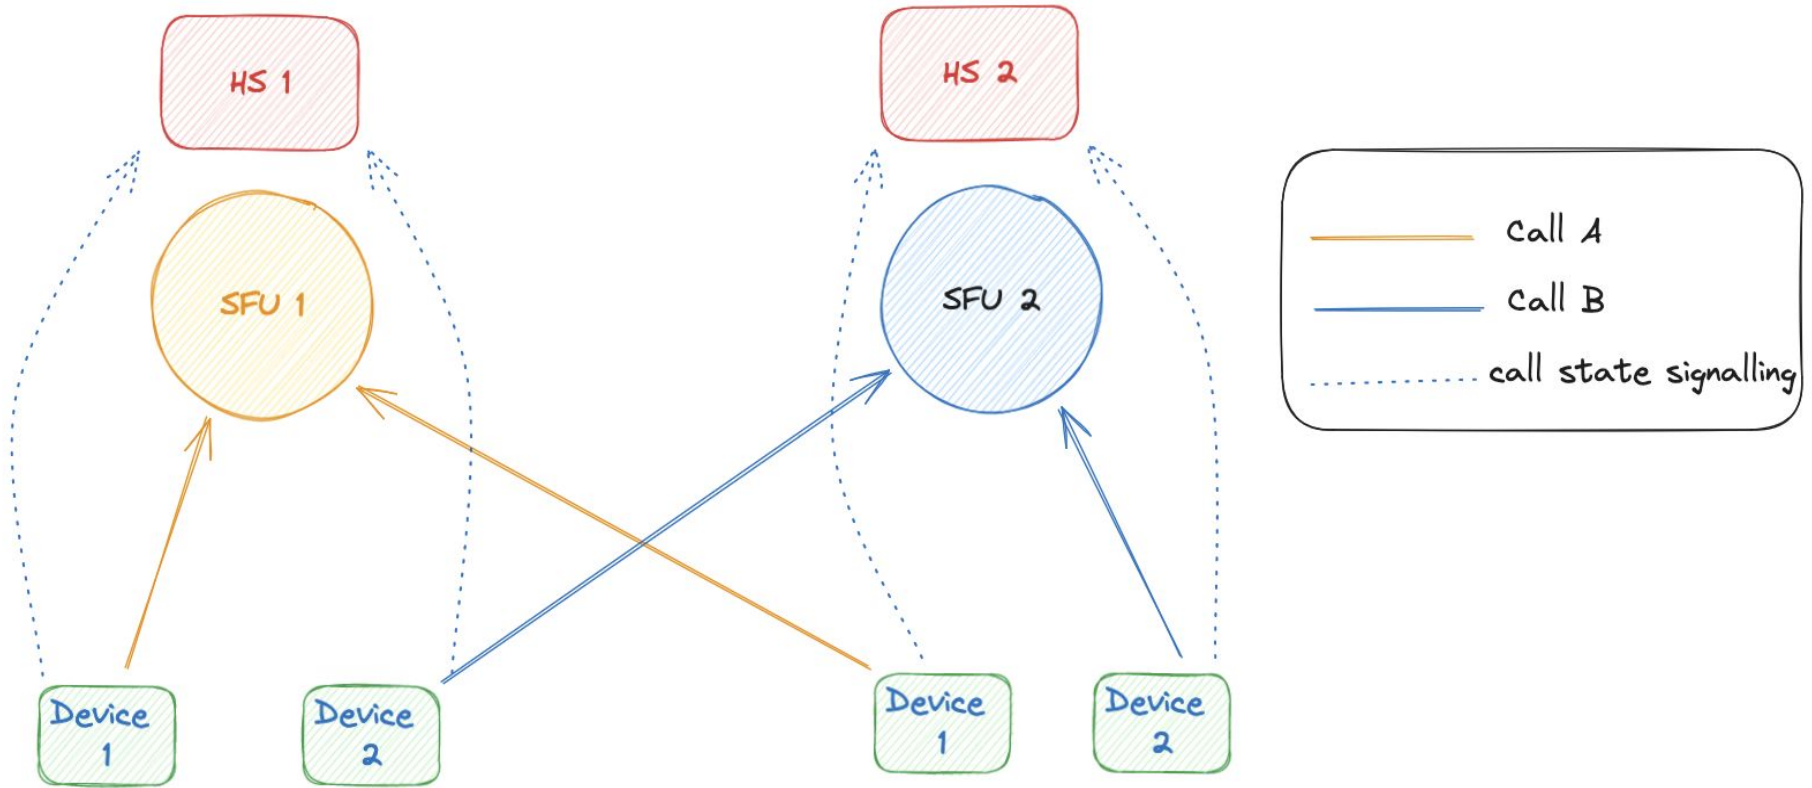 HS 1
HS 2
SFU 1
SFU 2
Call A
Call B
call state signalling
Device
1
Device
2
Device
1
Device
2